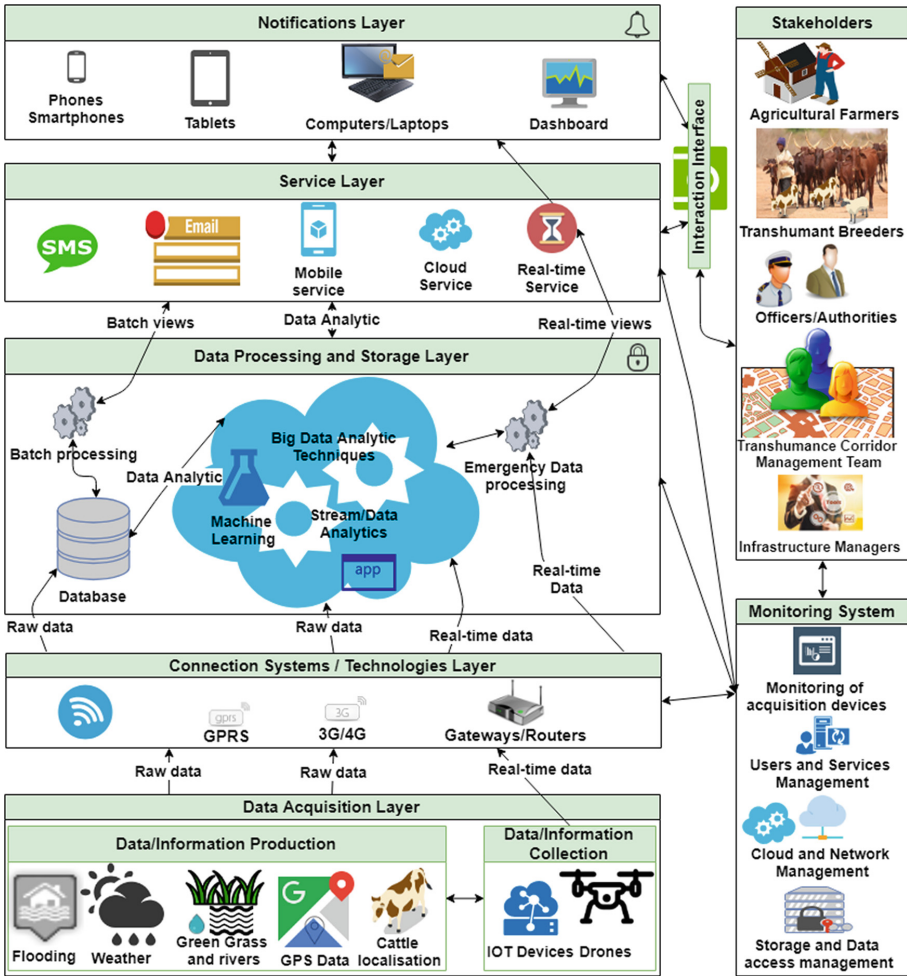 Notifications Layer
Phones
Smartphones
Tablets
Computers/Laptops
Dashboard
Service Layer
SMS
Email
Mobile
service
Cloud
Service
Real-time
Service
Batch views
Data Analytic
Real-time views
Data Processing and Storage Layer
Batch processing
Data Analytic
Database
Big Data Analytic
Techniques
Machine
Learning
Stream/Data
Analytics
app
Emergency Data
processing
Real-time
Data
Raw data
Raw data
Real-time data
Connection Systems / Technologies Layer
gprs
GPRS
3G
3G/4G
Gateways/Routers
Raw data
Raw data
Real-time data
Data Acquisition Layer
Data/Information Production
Flooding
Weather
Green Grass
and rivers
G
GPS Data
Cattle
localisation
Data/Information
Collection
IOT Devices
Drones
Interaction Interface
Stakeholders
Agricultural Farmers
Transhumant Breeders
Officers/Authorities
Transhumance Corridor
Management Team
Infrastructure Managers
Monitoring System
Monitoring of
acquisition devices
Users and Services
Management
Cloud and Network
Management
Storage and Data
access management